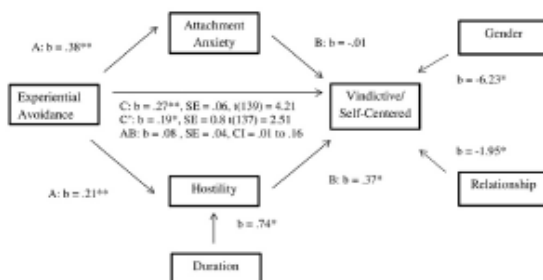 Attachment
Anxiety
Gender
A: b = .38**
B: b = -.01
b = -6.23*
Experiential
Avoidance
C: b = .27**, SE = .06, t(139) = 4.21
C': b = .19*, SE = 0.8 t(137) = 2.51
AB: b = .08 , SE = .04, CI = .01 to .16
Vindictive/
Self-Centered
b = -1.95*
A: b = .21**
Hostility
B: b = .37*
Relationship
b = .74*
Duration